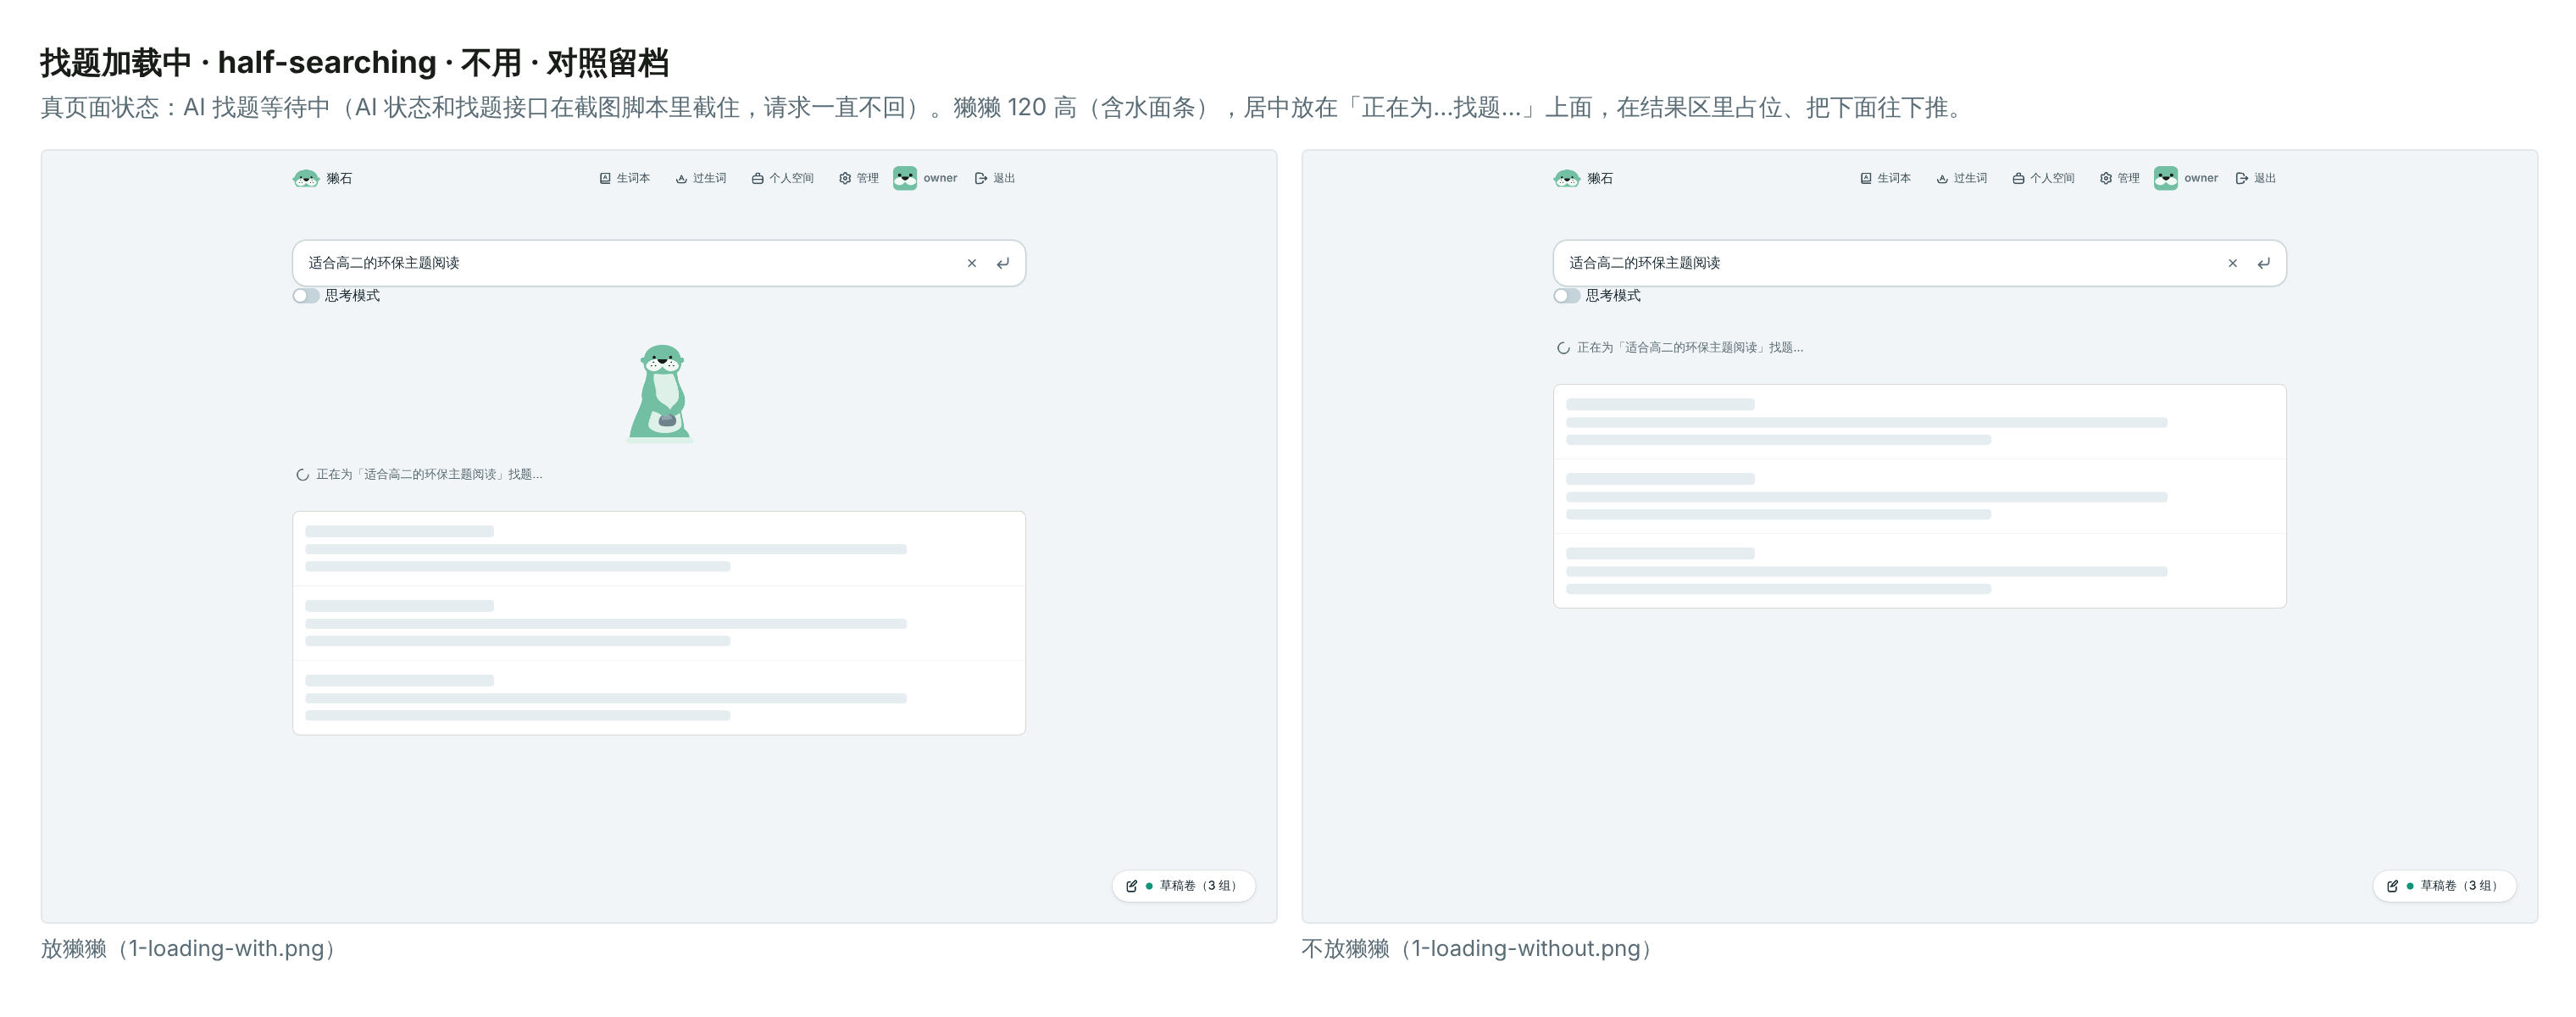 找题加载中 · half-searching · 不用 · 对照留档
真页面状态：AI 找题等待中（AI 状态和找题接口在截图脚本里截住，请求一直不回）。獭獭 120 高（含水面条），居中放在「正在为...找题...」上面，在结果区里占位、把下面往下推。
獭石 生词本 过生词 个人空间 管理 owner 退出
适合高二的环保主题阅读
思考模式
正在为「适合高二的环保主题阅读」找题...
草稿卷（3 组）
放獭獭（1-loading-with.png）
獭石 生词本 过生词 个人空间 管理 owner 退出
适合高二的环保主题阅读
思考模式
正在为「适合高二的环保主题阅读」找题...
草稿卷（3 组）
不放獭獭（1-loading-without.png）